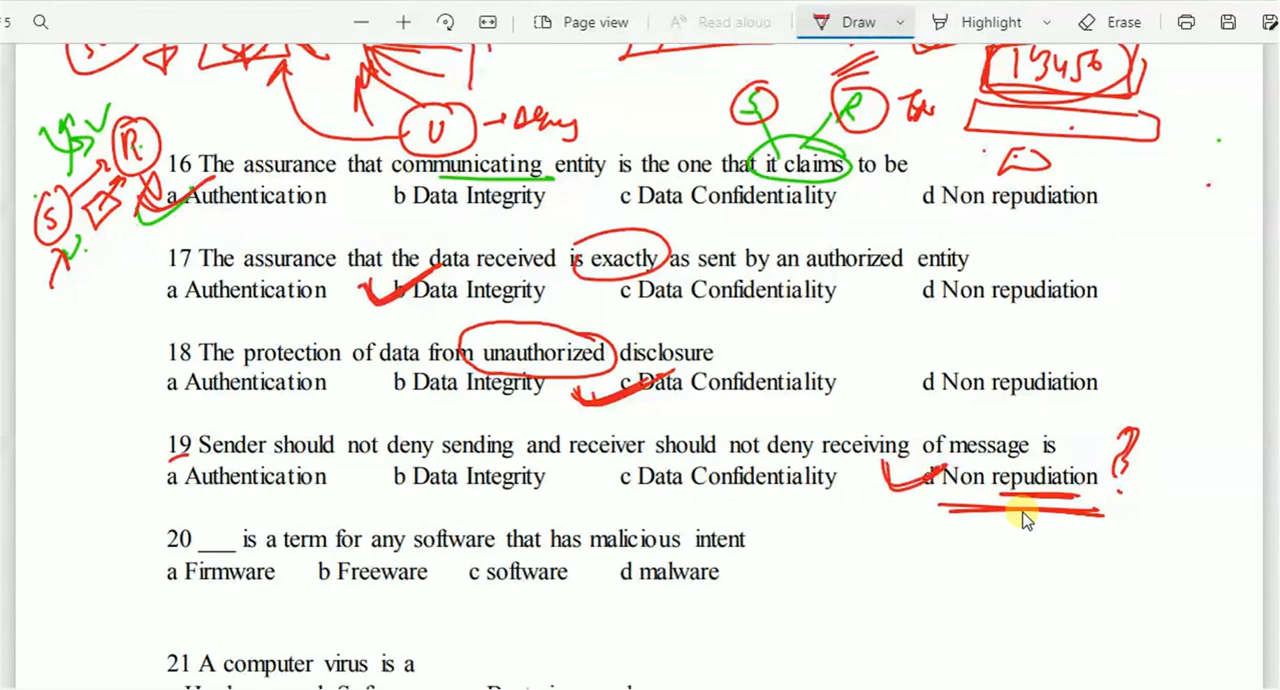 5
Page view
Read aloud
Draw
Highlight
Erase
S
R
13456
U
R
S
16 The assurance that communicating entity is the one that it claims to be
a Authentication b Data Integrity c Data Confidentiality d Non repudiation
17 The assurance that the data received is exactly as sent by an authorized entity
a Authentication b Data Integrity c Data Confidentiality d Non repudiation
18 The protection of data from unauthorized disclosure
a Authentication b Data Integrity c Data Confidentiality d Non repudiation
19 Sender should not deny sending and receiver should not deny receiving of message is
a Authentication b Data Integrity c Data Confidentiality d Non repudiation ?
20 ___ is a term for any software that has malicious intent
a Firmware b Freeware c software d malware
21 A computer virus is a